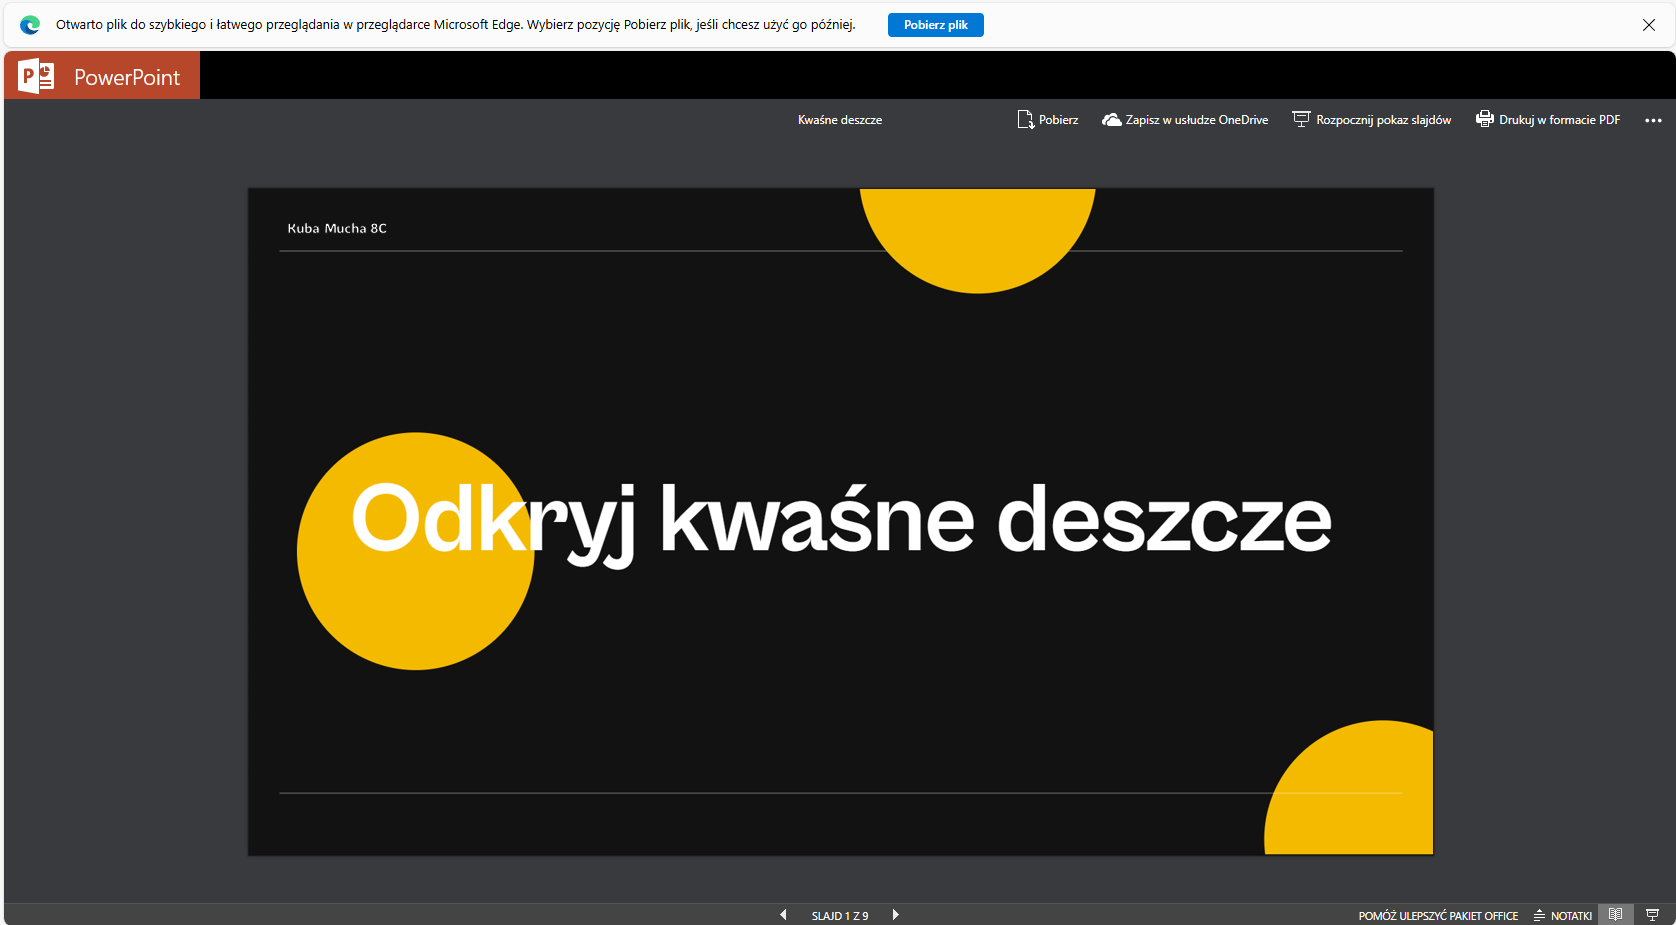 Otwarto plik do szybkiego i łatwego przeglądania w przeglądarce Microsoft Edge. Wybierz pozycję Pobierz plik, jeśli chcesz użyć go później.
Pobierz plik
PowerPoint
Kwaśne deszcze
Pobierz
Zapisz w usłudze OneDrive
Rozpocznij pokaz slajdów
Drukuj w formacie PDF
Kuba Mucha 8C
Odkryj kwaśne deszcze
SLAJD 1 Z 9
POMÓŻ ULEPSZYĆ PAKIET OFFICE
NOTATKI